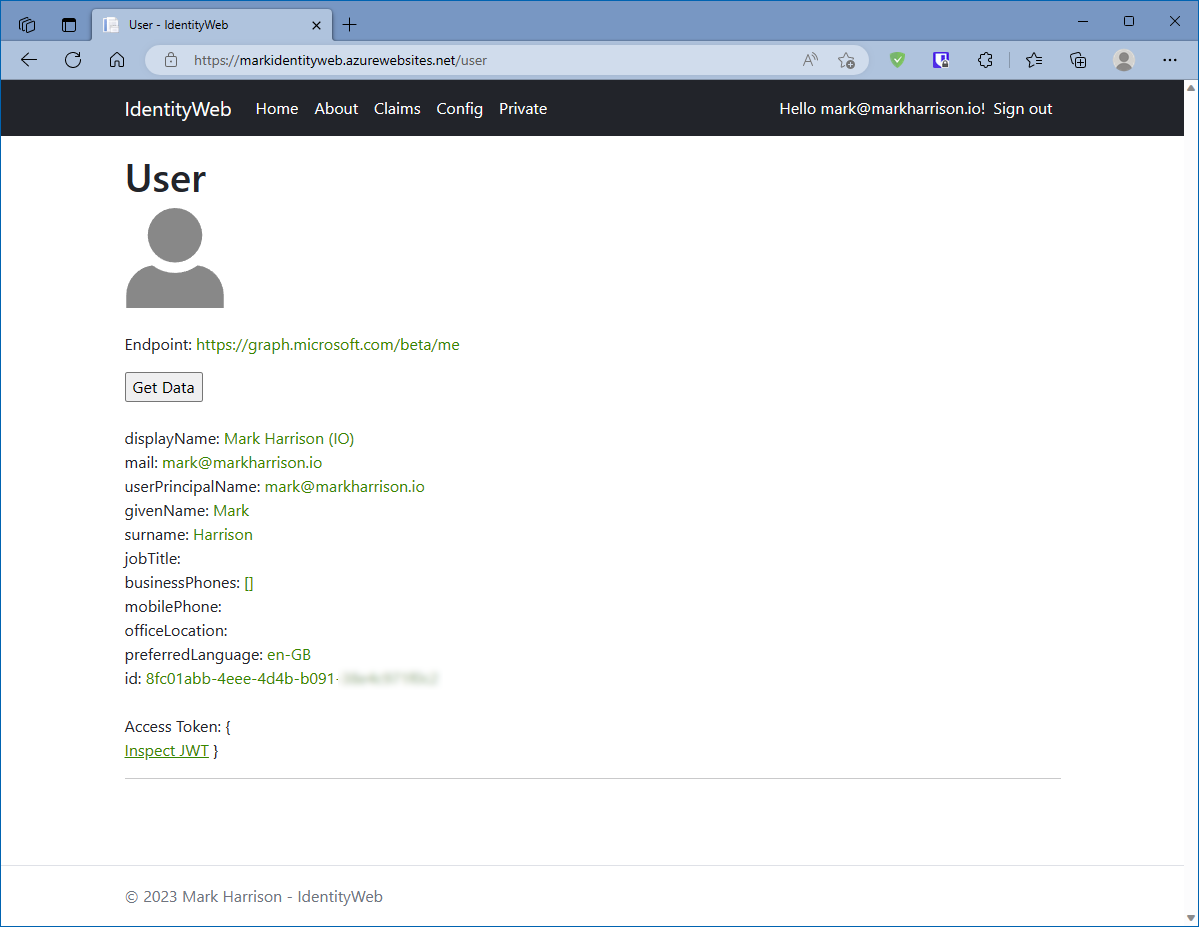 User - IdentityWeb
https://markidentityweb.azurewebsites.net/user
IdentityWeb Home About Claims Config Private Hello mark@markharrison.io! Sign out
User
Endpoint: https://graph.microsoft.com/beta/me
Get Data
displayName: Mark Harrison (IO)
mail: mark@markharrison.io
userPrincipalName: mark@markharrison.io
givenName: Mark
surname: Harrison
jobTitle:
businessPhones: []
mobilePhone:
officeLocation:
preferredLanguage: en-GB
id: 8fc01abb-4eee-4d4b-b091-
Access Token: {
Inspect JWT }
© 2023 Mark Harrison - IdentityWeb